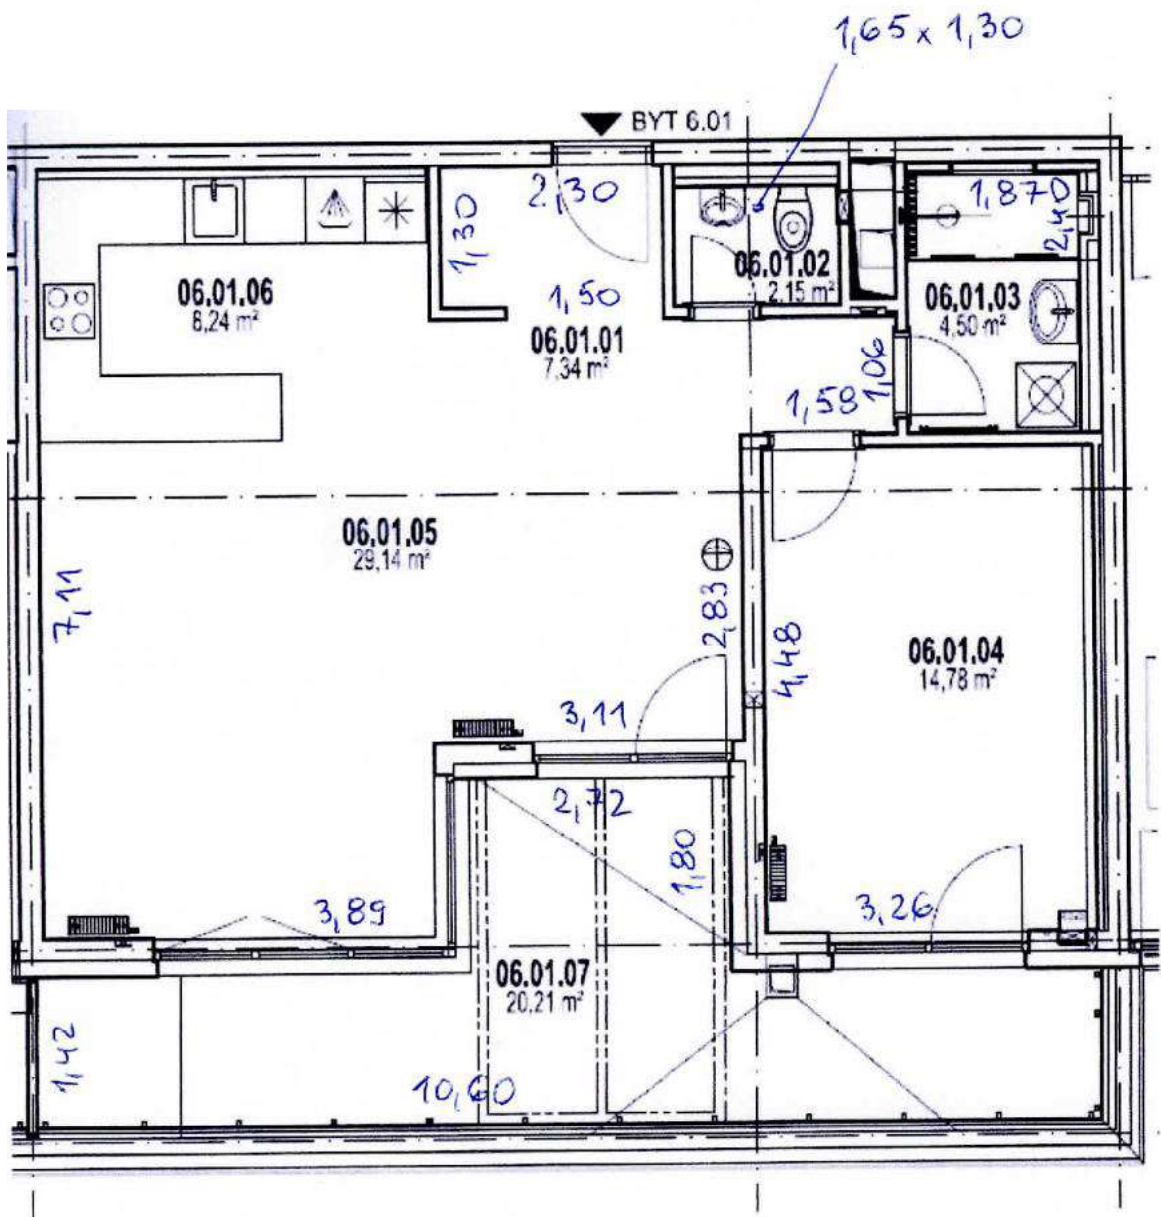 1,65 x 1,30
BYT 6.01
2,30
1,30
1,870
2,40
06.01.02
2,15 m²
06.01.06
8,24 m²
1,50
06.01.03
4,50 m²
06.01.01
7,34 m²
1,06
1,58
06.01.05
29,14 m²
7,11
2,83
4,48
06.01.04
14,78 m²
3,11
2,72
1,80
3,89
3,26
06.01.07
20,21 m²
1,42
10,60